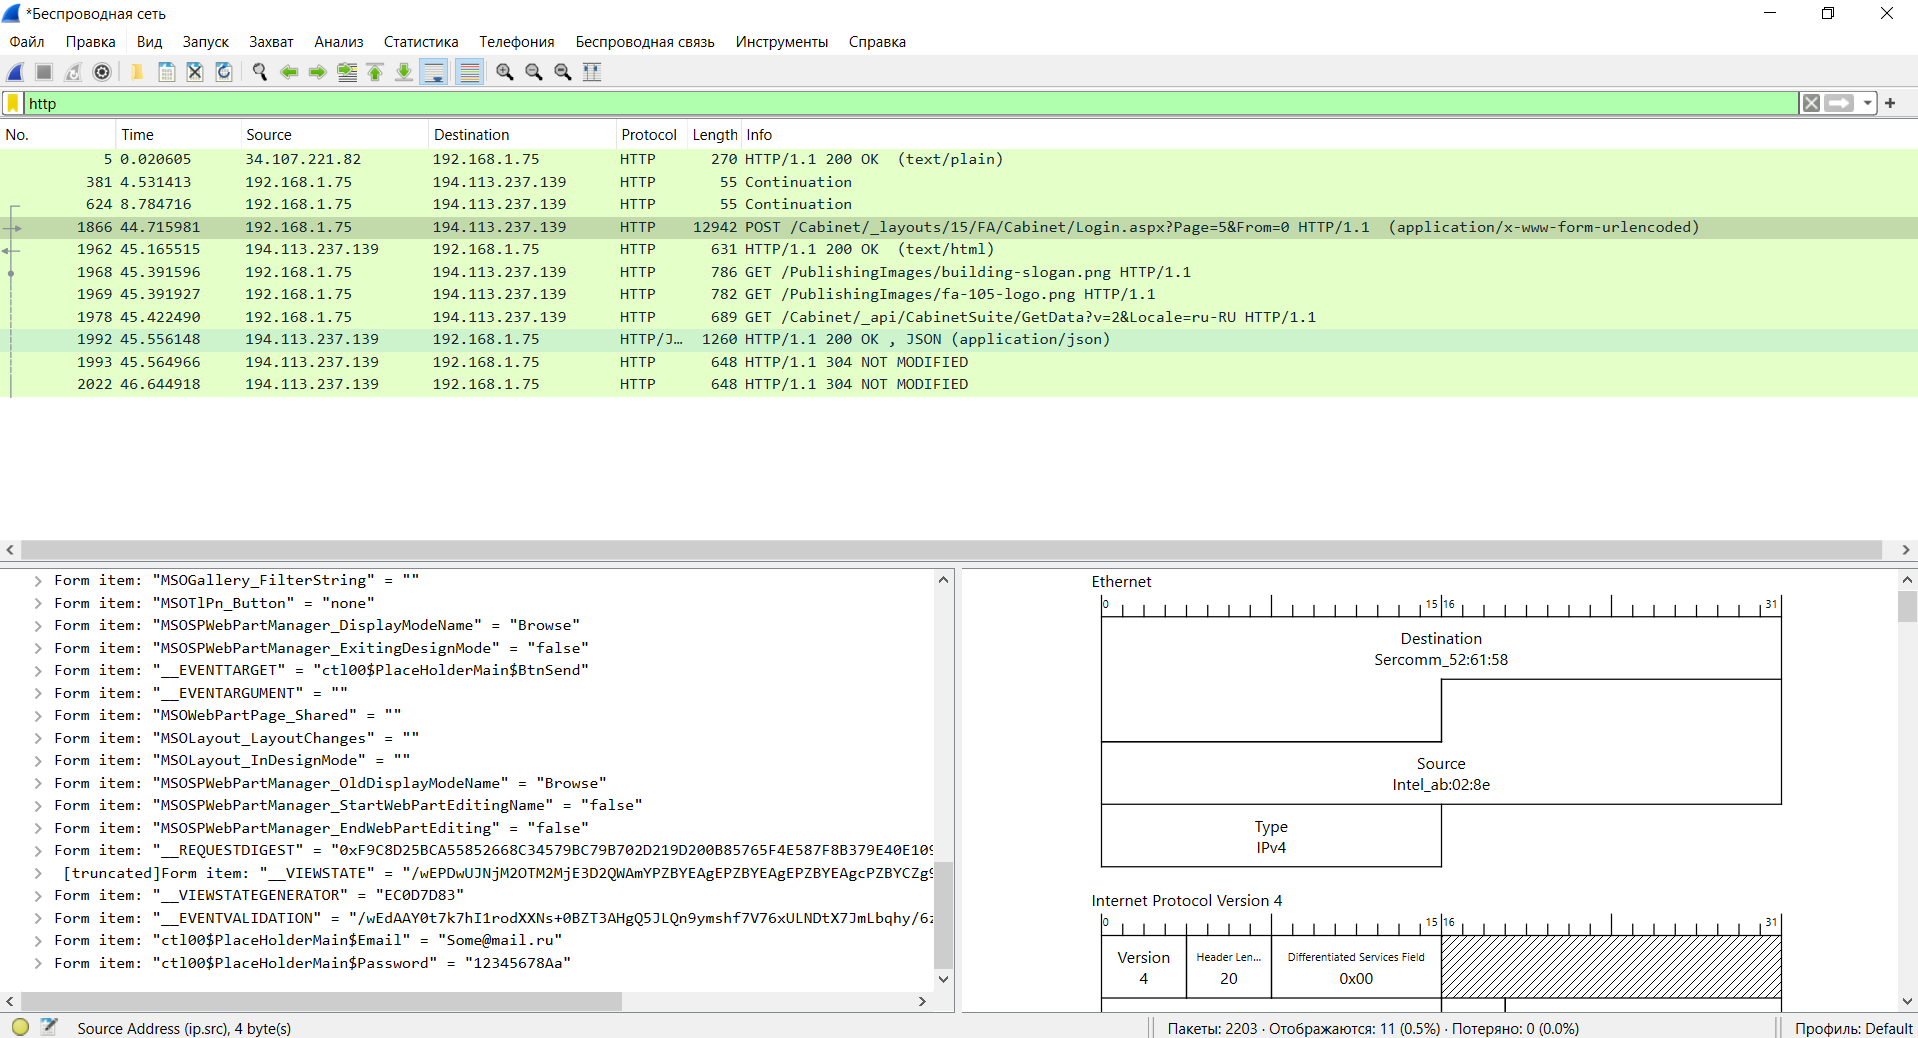 *Беспроводная сеть
Файл Правка Вид Запуск Захват Анализ Статистика Телефония Беспроводная связь Инструменты Справка
http
No. Time Source Destination Protocol Length Info
5 0.020605 34.107.221.82 192.168.1.75 HTTP 270 HTTP/1.1 200 OK (text/plain)
381 4.531413 192.168.1.75 194.113.237.139 HTTP 55 Continuation
624 8.784716 192.168.1.75 194.113.237.139 HTTP 55 Continuation
1866 44.715981 192.168.1.75 194.113.237.139 HTTP 12942 POST /Cabinet/_layouts/15/FA/Cabinet/Login.aspx?Page=5&From=0 HTTP/1.1 (application/x-www-form-urlencoded)
1962 45.165515 194.113.237.139 192.168.1.75 HTTP 631 HTTP/1.1 200 OK (text/html)
1968 45.391596 192.168.1.75 194.113.237.139 HTTP 786 GET /PublishingImages/building-slogan.png HTTP/1.1
1969 45.391927 192.168.1.75 194.113.237.139 HTTP 782 GET /PublishingImages/fa-105-logo.png HTTP/1.1
1978 45.422490 192.168.1.75 194.113.237.139 HTTP 689 GET /Cabinet/_api/CabinetSuite/GetData?v=2&Locale=ru-RU HTTP/1.1
1992 45.556148 194.113.237.139 192.168.1.75 HTTP/J… 1260 HTTP/1.1 200 OK , JSON (application/json)
1993 45.564966 194.113.237.139 192.168.1.75 HTTP 648 HTTP/1.1 304 NOT MODIFIED
2022 46.644918 194.113.237.139 192.168.1.75 HTTP 648 HTTP/1.1 304 NOT MODIFIED
Form item: "MSOGallery_FilterString" = ""
Form item: "MSOTlPn_Button" = "none"
Form item: "MSOSPWebPartManager_DisplayModeName" = "Browse"
Form item: "MSOSPWebPartManager_ExitingDesignMode" = "false"
Form item: "__EVENTTARGET" = "ctl00$PlaceHolderMain$BtnSend"
Form item: "__EVENTARGUMENT" = ""
Form item: "MSOWebPartPage_Shared" = ""
Form item: "MSOLayout_LayoutChanges" = ""
Form item: "MSOLayout_InDesignMode" = ""
Form item: "MSOSPWebPartManager_OldDisplayModeName" = "Browse"
Form item: "MSOSPWebPartManager_StartWebPartEditingName" = "false"
Form item: "MSOSPWebPartManager_EndWebPartEditing" = "false"
Form item: "__REQUESTDIGEST" = "0xF9C8D25BCA55852668C34579BC79B702D219D200B85765F4E587F8B379E40E109
[truncated]Form item: "__VIEWSTATE" = "/wEPDwUJNjM2OTM2MjE3D2QWAmYPZBYEAgEPZBYEAgEPZBYEAgcPZBYCZg9
Form item: "__VIEWSTATEGENERATOR" = "EC0D7D83"
Form item: "__EVENTVALIDATION" = "/wEdAAY0t7k7hI1rodXXNs+0BZT3AHgQ5JLQn9ymshf7V76xULNDtX7JmLbqhy/6z
Form item: "ctl00$PlaceHolderMain$Email" = "Some@mail.ru"
Form item: "ctl00$PlaceHolderMain$Password" = "12345678Aa"
Ethernet
0 15 16 31
Destination
Sercomm_52:61:58
Source
Intel_ab:02:8e
Type
IPv4
Internet Protocol Version 4
0 15 16 31
Version Header Len... Differentiated Services Field
4 20 0x00
Source Address (ip.src), 4 byte(s)
Пакеты: 2203 · Отображаются: 11 (0.5%) · Потеряно: 0 (0.0%)
Профиль: Default